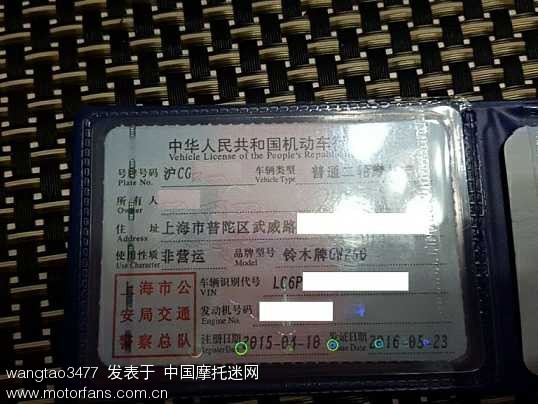 中华人民共和国机动车行
Vehicle License of the People's Republi
号牌号码 沪CG 车辆类型 普通二轮摩
Plate No. Vehicle Type
所有人
Owner
住 址 上海市普陀区武威路
Address
使用性质 非营运 品牌型号 铃木牌GW250
Use Character Model
上海市公安局交通警察总队
车辆识别代号 LC6P
VIN
发动机号码
Engine No.
注册日期 2015-04-10 发证日期 2016-05-23
Register Date Issue Date
wangtao3477 发表于 中国摩托迷网
www.motorfans.com.cn